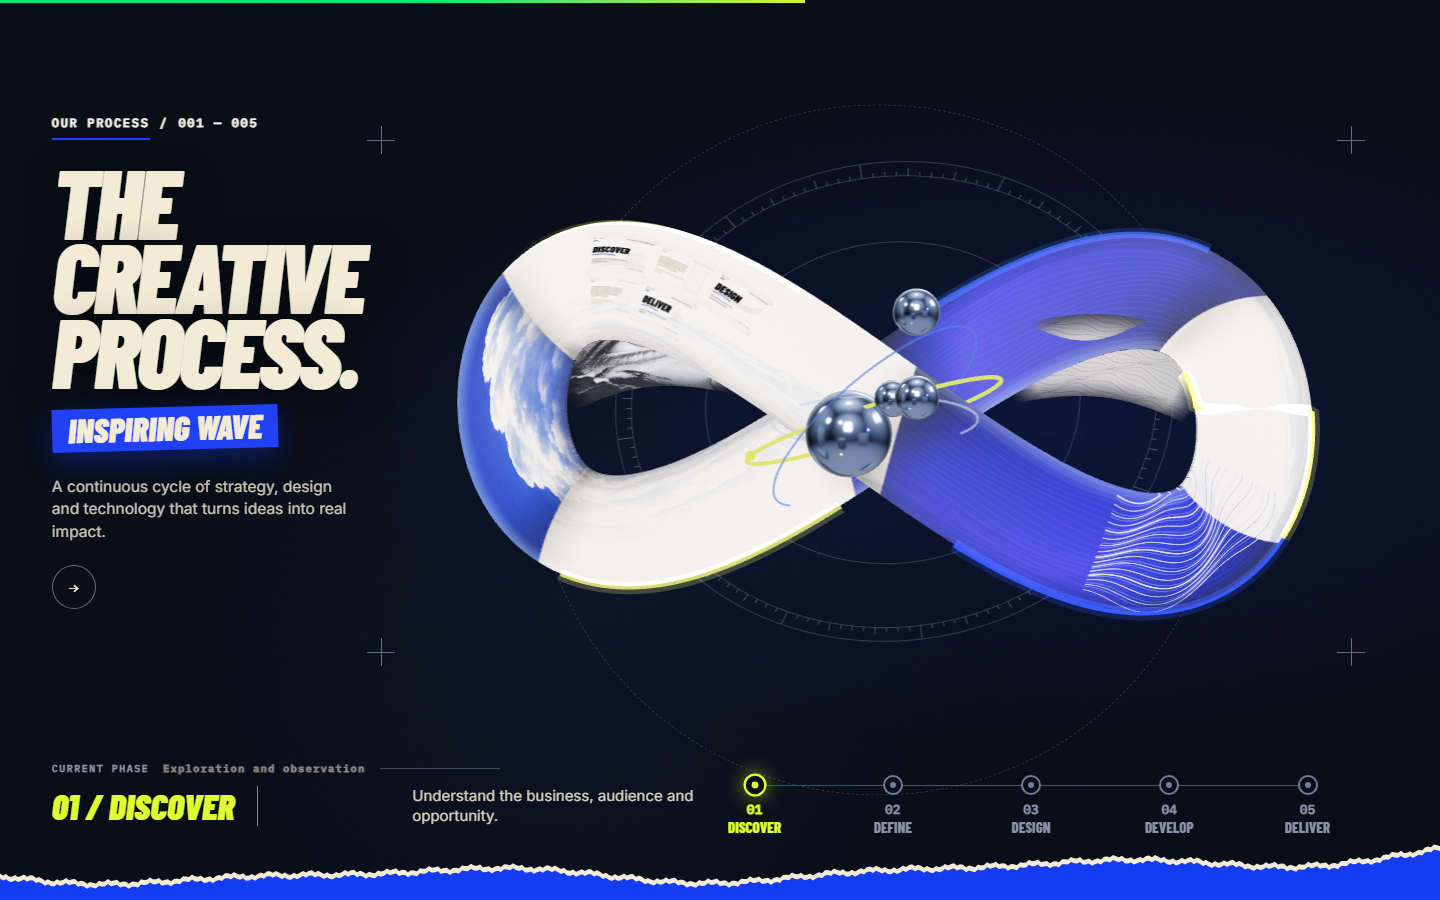 OUR PROCESS / 001 — 005
THE
CREATIVE
PROCESS.
INSPIRING WAVE
A continuous cycle of strategy, design
and technology that turns ideas into real
impact.
→
DISCOVER
DESIGN
DELIVER
CURRENT PHASE Exploration and observation
01 / DISCOVER
Understand the business, audience and
opportunity.
01
DISCOVER
02
DEFINE
03
DESIGN
04
DEVELOP
05
DELIVER